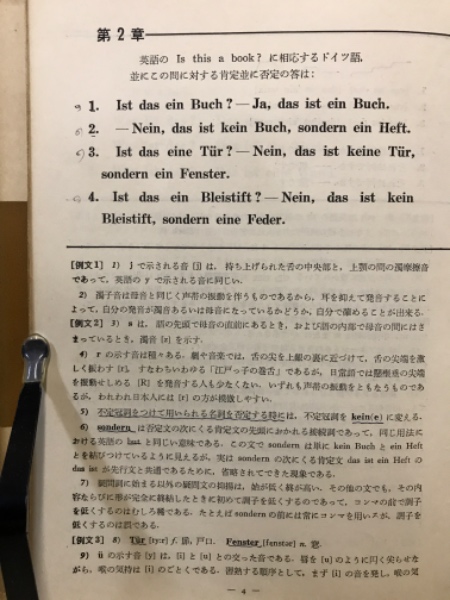 第2章
英語の Is this a book? に相応するドイツ語,
並にこの問に対する肯定並に否定の答は:
1. Ist das ein Buch? — Ja, das ist ein Buch.
2. — Nein, das ist kein Buch, sondern ein Heft.
3. Ist das eine Tür? — Nein, das ist keine Tür,
sondern ein Fenster.
4. Ist das ein Bleistift? — Nein, das ist kein
Bleistift, sondern eine Feder.
[例文1] 1) J で示される音 [j] は, 持ち上げられた舌の中央部と, 上顎の間の濁摩擦音
であって, 英語の y で示される音に同じい.
2) 濁子音は母音と同じく声帯の振動を伴うものであるから, 耳を抑えて発音することに
よって, 自分の発音が濁音あるいは母音になっているかどうか, 自分で確めることが出来る.
[例文2] 3) s は, 語の先頭で母音の直前にあるとき, および語の内部で母音の間にはさ
まっているとき, 濁音 [z] を示す.
4) r の示す音は種々ある. 劇や音楽では, 舌の尖を上顎の裏に近づけて, 舌の尖端を激
しく振わす [r], すなわちいわゆる「江戸っ子の巻舌」であるが, 日常語では懸壅垂の尖端
を振動せしめる [R] を発音する人も少なくない. いずれも声帯の振動をともなうものであ
るが, われわれ日本人には [r] の方が模倣しやすい.
5) 不定冠詞をつけて用いられる名詞を否定する時には, 不定冠詞を kein(e) に変える.
6) sondern は否定文の次にくる肯定文の先頭におかれる接続詞であって, 同じ用法に
おける英語の but と同じい意味である. この文で sondern は単に kein Buch と ein Heft
とを結びつけているように見えるが, 実は sondern の次にくる肯定文 das ist ein Heft の
das ist が先行文と共通であるために, 省略されてできた現象である.
7) 疑問詞に始まる以外の疑問文の抑揚は, 始が低く終が高い. その他の文でも, その内
容ならびに形が完全に終結したときに初めて調子を低くするのであって, コンマの前で調子
を低くするのはむしろ稀である. たとえば sondern の前には常にコンマを用いるが, 調子を
低くするのは誤である.
[例文3] 8) Tür [ty:r] f. 扉, 戸口. Fenster [fenstər] n. 窓.
9) ü の示す音 [y] は, [i] と [u] との交った音である. 唇を [u] のように円く尖らせな
がら, 喉の気持は [i] のごとくである. 習熟する順序として, まず [i] の音を発し, 喉の気
— 4 —